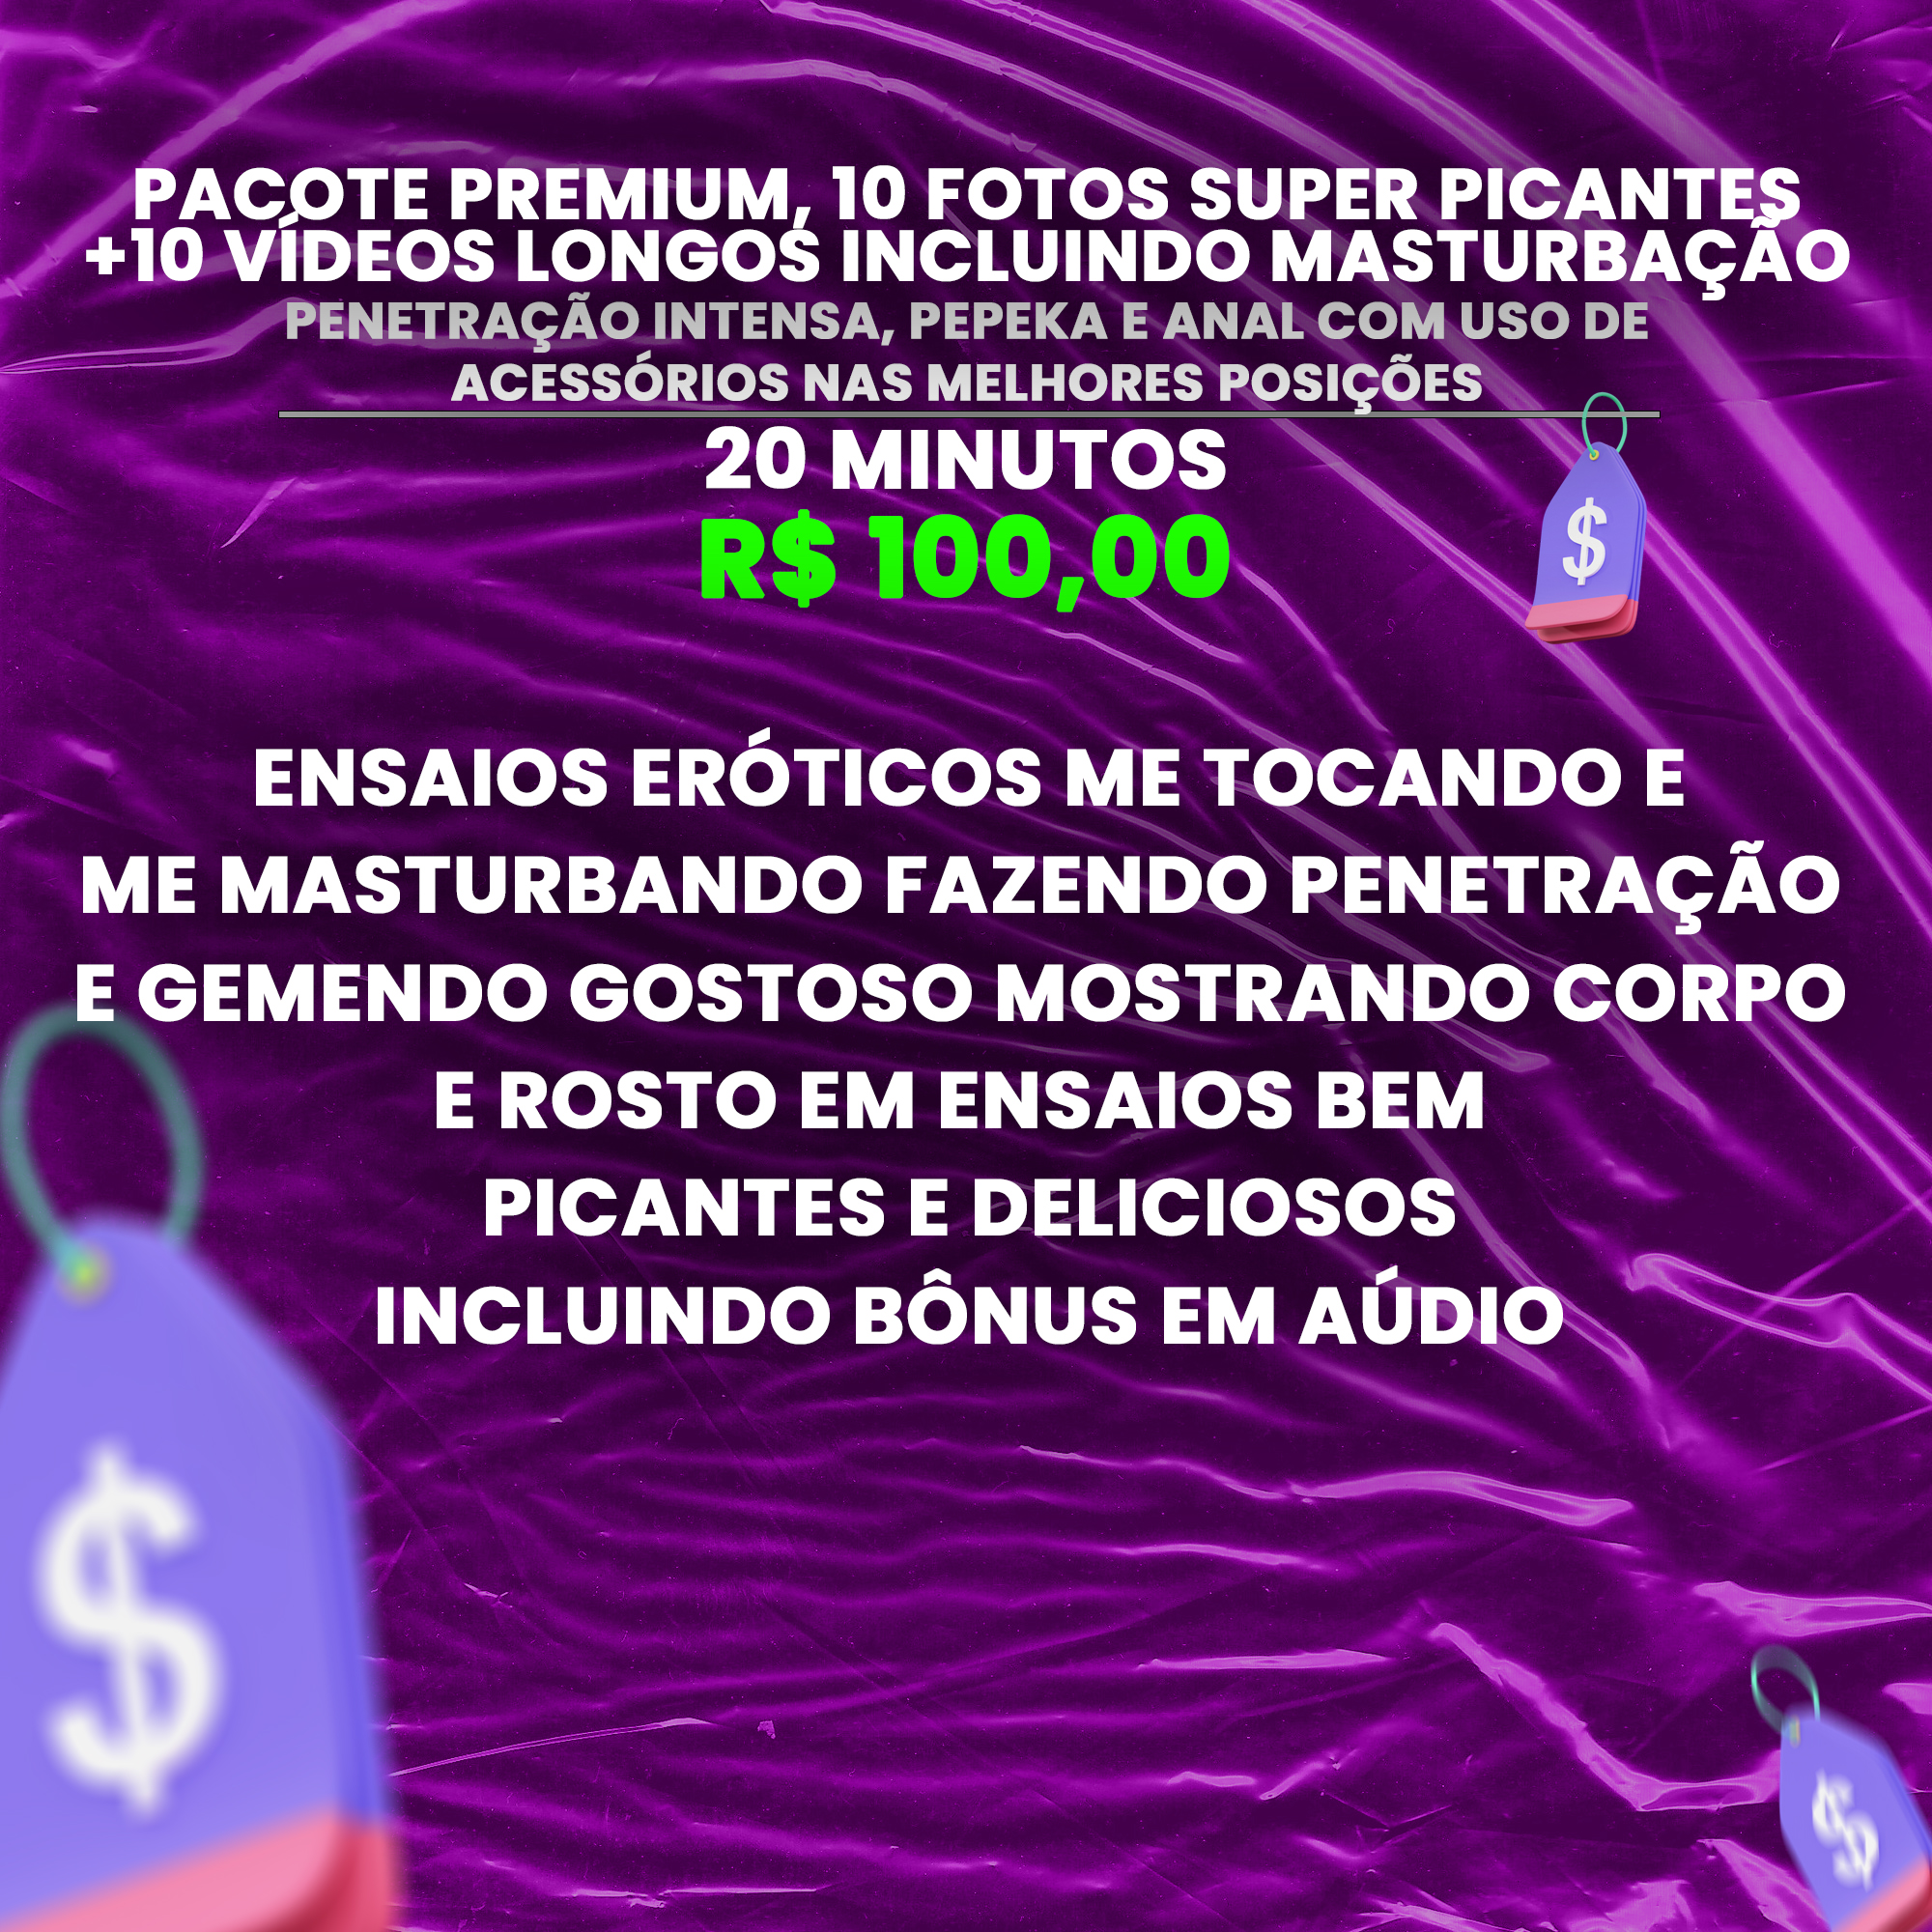 PACOTE PREMIUM, 10 FOTOS SUPER PICANTES
+10 VÍDEOS LONGOS INCLUINDO MASTURBAÇÃO
PENETRAÇÃO INTENSA, PEPEKA E ANAL COM USO DE
ACESSÓRIOS NAS MELHORES POSIÇÕES
20 MINUTOS
R$ 100,00
$
ENSAIOS ERÓTICOS ME TOCANDO E
ME MASTURBANDO FAZENDO PENETRAÇÃO
E GEMENDO GOSTOSO MOSTRANDO CORPO
E ROSTO EM ENSAIOS BEM
PICANTES E DELICIOSOS
INCLUINDO BÔNUS EM AÚDIO
$
$